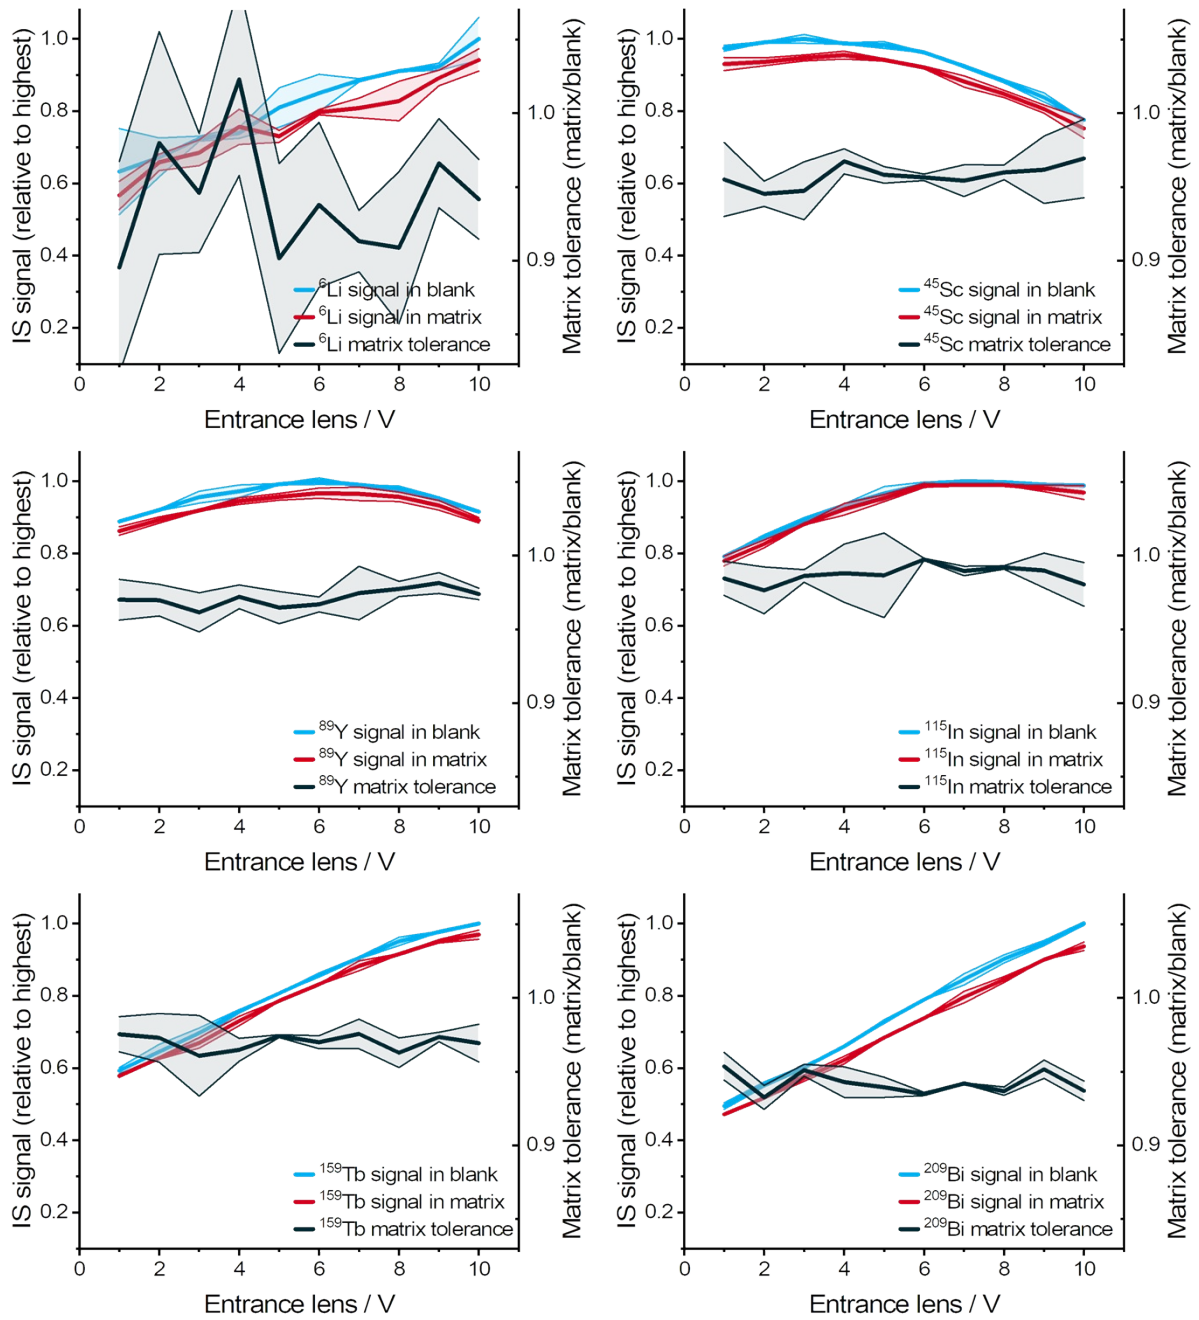 IS signal (relative to highest)
1.0
0.8
0.6
0.4
0.2
0 2 4 6 8 10
Entrance lens / V
1.0
0.9
Matrix tolerance (matrix/blank)
⁶Li signal in blank
⁶Li signal in matrix
⁶Li matrix tolerance
IS signal (relative to highest)
1.0
0.8
0.6
0.4
0.2
0 2 4 6 8 10
Entrance lens / V
1.0
0.9
Matrix tolerance (matrix/blank)
⁴⁵Sc signal in blank
⁴⁵Sc signal in matrix
⁴⁵Sc matrix tolerance
IS signal (relative to highest)
1.0
0.8
0.6
0.4
0.2
0 2 4 6 8 10
Entrance lens / V
1.0
0.9
Matrix tolerance (matrix/blank)
⁸⁹Y signal in blank
⁸⁹Y signal in matrix
⁸⁹Y matrix tolerance
IS signal (relative to highest)
1.0
0.8
0.6
0.4
0.2
0 2 4 6 8 10
Entrance lens / V
1.0
0.9
Matrix tolerance (matrix/blank)
¹¹⁵In signal in blank
¹¹⁵In signal in matrix
¹¹⁵In matrix tolerance
IS signal (relative to highest)
1.0
0.8
0.6
0.4
0.2
0 2 4 6 8 10
Entrance lens / V
1.0
0.9
Matrix tolerance (matrix/blank)
¹⁵⁹Tb signal in blank
¹⁵⁹Tb signal in matrix
¹⁵⁹Tb matrix tolerance
IS signal (relative to highest)
1.0
0.8
0.6
0.4
0.2
0 2 4 6 8 10
Entrance lens / V
1.0
0.9
Matrix tolerance (matrix/blank)
²⁰⁹Bi signal in blank
²⁰⁹Bi signal in matrix
²⁰⁹Bi matrix tolerance